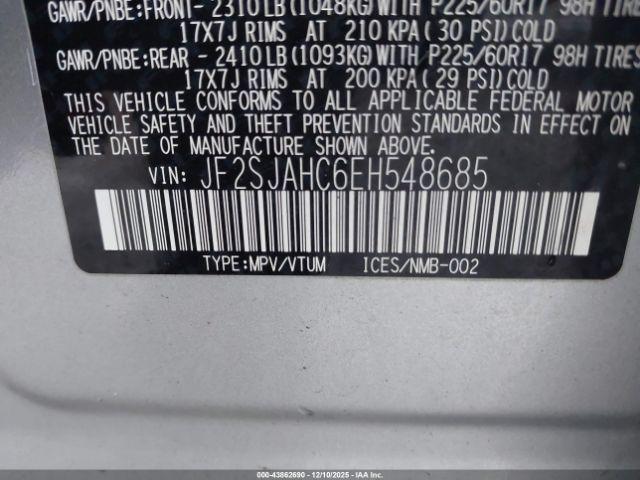 GAWR/PNBE:FRONT- 2310LB(1048KG)WITH P225/60R17 98H TIRES
17X7J RIMS AT 210 KPA(30 PSI)COLD
GAWR/PNBE:REAR - 2410LB(1093KG)WITH P225/60R17 98H TIRES
17X7J RIMS AT 200 KPA(29 PSI)COLD
THIS VEHICLE CONFORMS TO ALL APPLICABLE FEDERAL MOTOR
VEHICLE SAFETY AND THEFT PREVENTION STANDARDS IN EFFECT ON
THE DATE OF MANUFACTURE SHOWN ABOVE.
VIN: JF2SJAHC6EH548685
TYPE:MPV/VTUM ICES/NMB-002
000-43862690 - 12/10/2025 - IAAI.COM